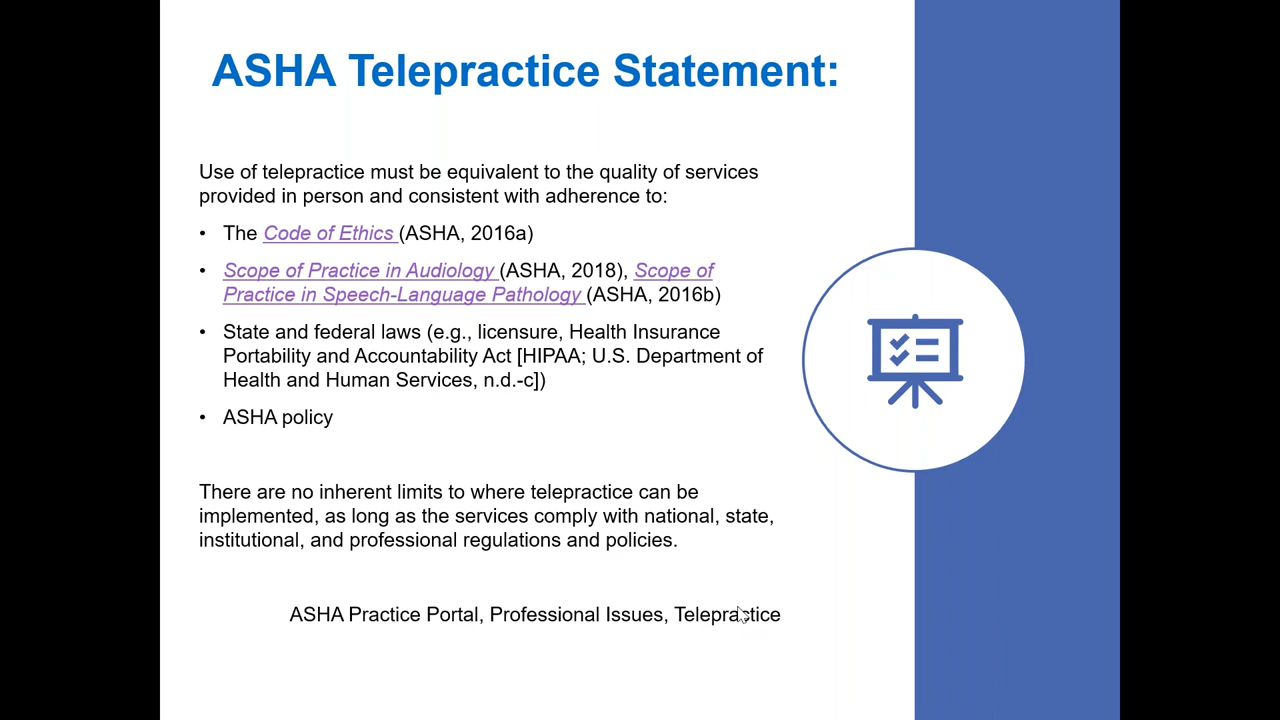 ASHA Telepractice Statement:
Use of telepractice must be equivalent to the quality of services
provided in person and consistent with adherence to:
• The Code of Ethics (ASHA, 2016a)
• Scope of Practice in Audiology (ASHA, 2018), Scope of
Practice in Speech-Language Pathology (ASHA, 2016b)
• State and federal laws (e.g., licensure, Health Insurance
Portability and Accountability Act [HIPAA; U.S. Department of
Health and Human Services, n.d.-c])
• ASHA policy
There are no inherent limits to where telepractice can be
implemented, as long as the services comply with national, state,
institutional, and professional regulations and policies.
ASHA Practice Portal, Professional Issues, Telepractice